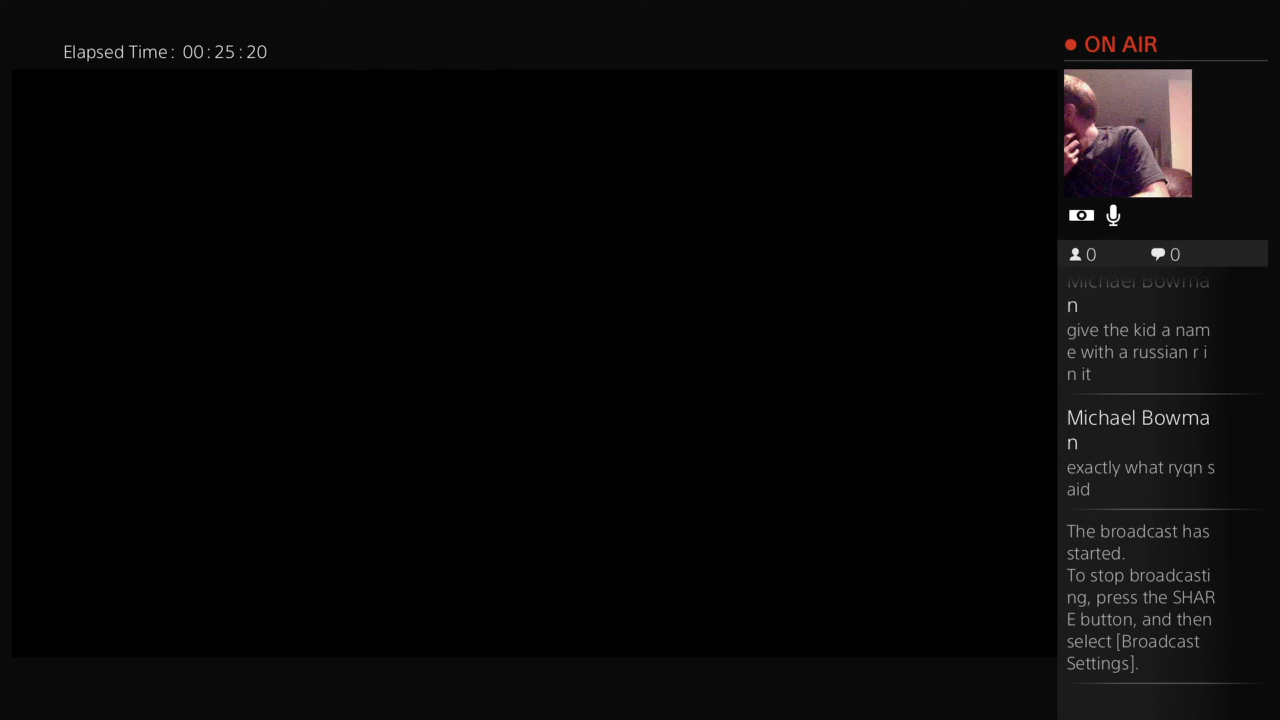 Elapsed Time: 00:25:20
ON AIR
0 0
Michael Bowma
n
give the kid a nam
e with a russian r i
n it
Michael Bowma
n
exactly what ryqn s
aid
The broadcast has
started.
To stop broadcasti
ng, press the SHAR
E button, and then
select [Broadcast
Settings].